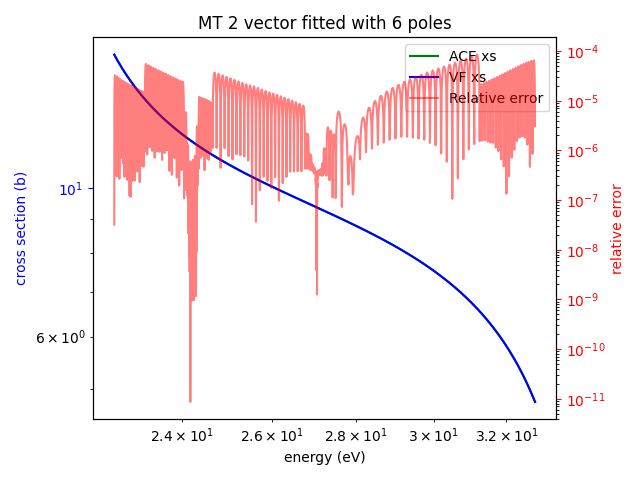 MT 2 vector fitted with 6 poles
ACE xs
VF xs
Relative error
cross section (b)
10¹
6 × 10⁰
relative error
10⁻⁴
10⁻⁵
10⁻⁶
10⁻⁷
10⁻⁸
10⁻⁹
10⁻¹⁰
10⁻¹¹
2.4 × 10¹
2.6 × 10¹
2.8 × 10¹
3 × 10¹
3.2 × 10¹
energy (eV)